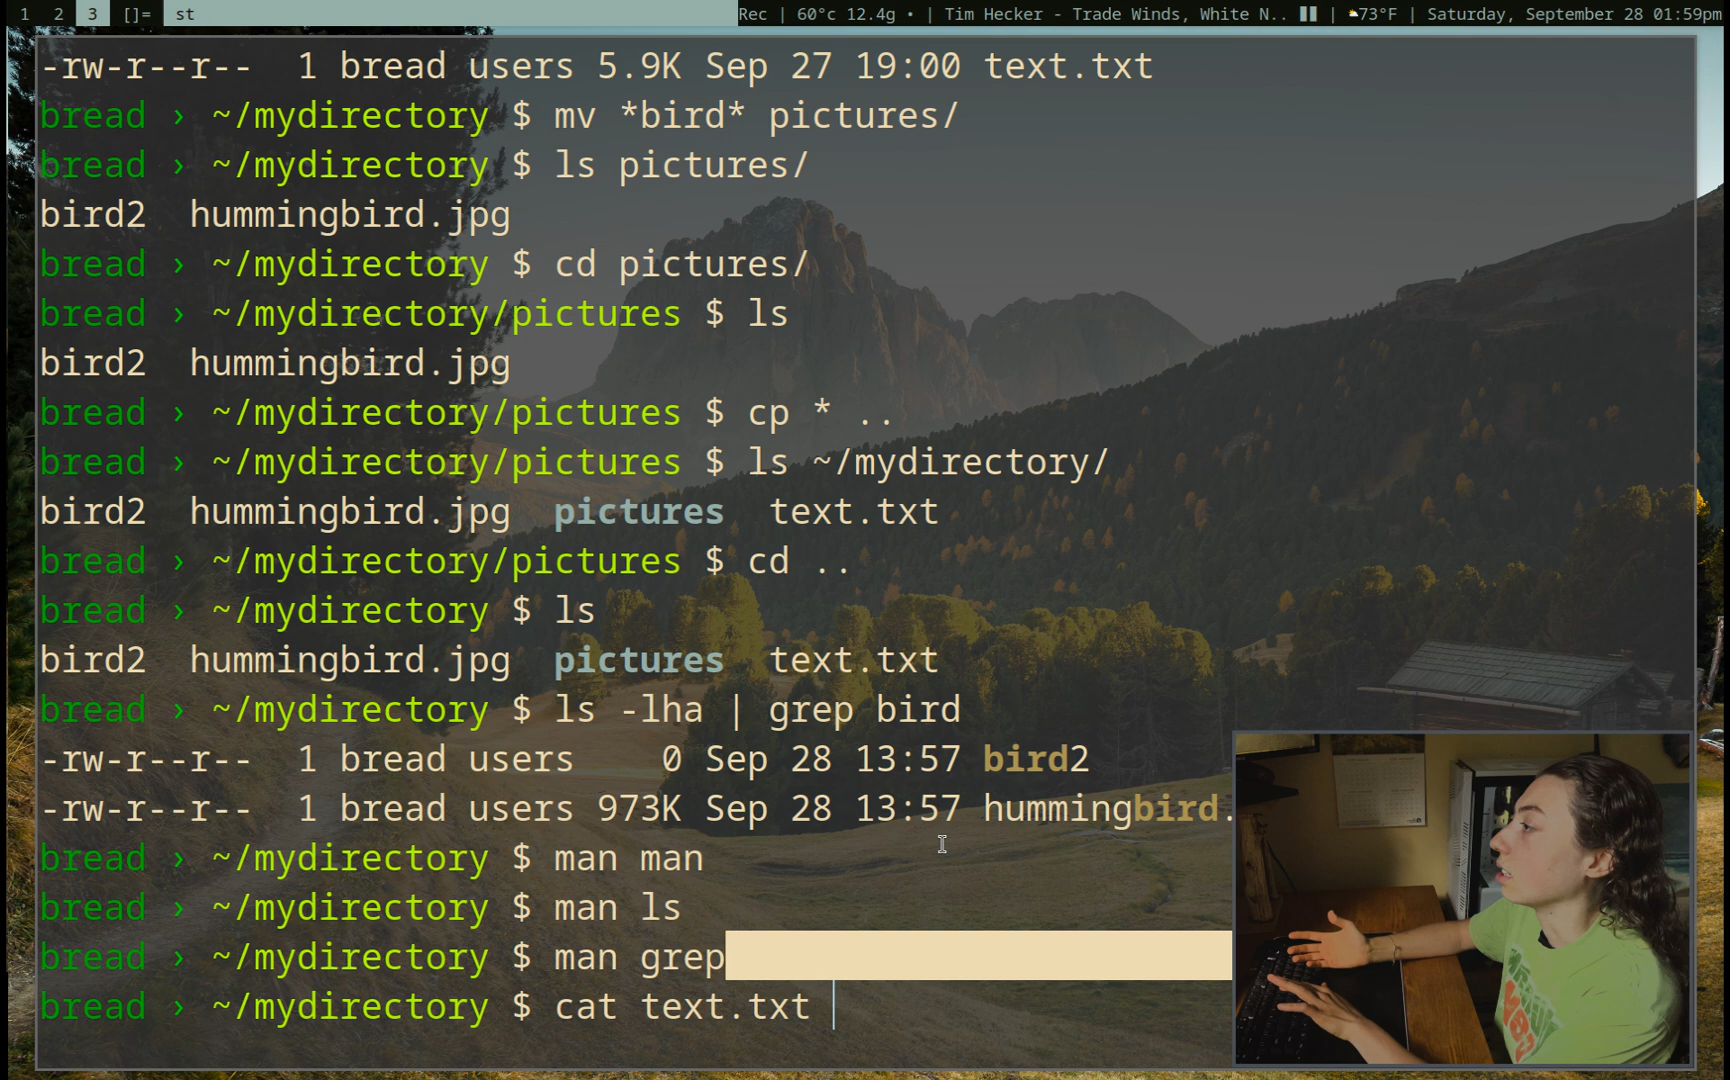 1 2 3 []= st Rec | 60°c 12.4g • | Tim Hecker - Trade Winds, White N.. ▮▮ | ⛅73°F | Saturday, September 28 01:59pm
-rw-r--r-- 1 bread users 5.9K Sep 27 19:00 text.txt
bread › ~/mydirectory $ mv *bird* pictures/
bread › ~/mydirectory $ ls pictures/
bird2 hummingbird.jpg
bread › ~/mydirectory $ cd pictures/
bread › ~/mydirectory/pictures $ ls
bird2 hummingbird.jpg
bread › ~/mydirectory/pictures $ cp * ..
bread › ~/mydirectory/pictures $ ls ~/mydirectory/
bird2 hummingbird.jpg pictures text.txt
bread › ~/mydirectory/pictures $ cd ..
bread › ~/mydirectory $ ls
bird2 hummingbird.jpg pictures text.txt
bread › ~/mydirectory $ ls -lha | grep bird
-rw-r--r-- 1 bread users 0 Sep 28 13:57 bird2
-rw-r--r-- 1 bread users 973K Sep 28 13:57 hummingbird.
bread › ~/mydirectory $ man man
bread › ~/mydirectory $ man ls
bread › ~/mydirectory $ man grep
bread › ~/mydirectory $ cat text.txt